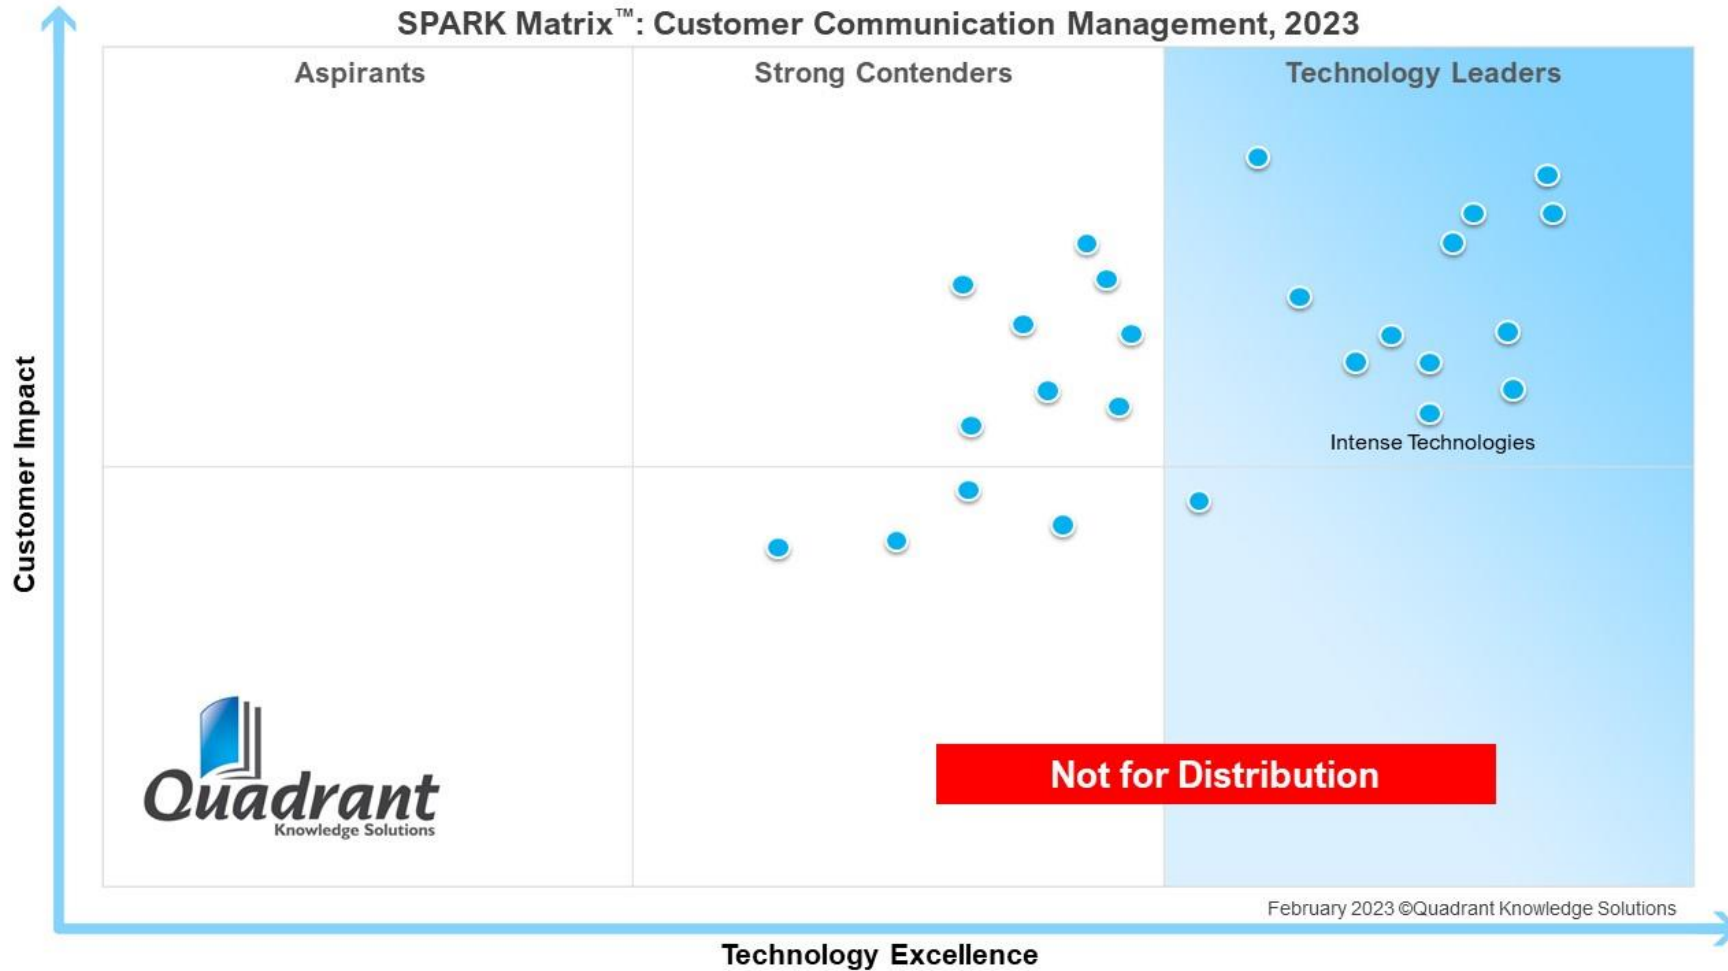 SPARK Matrix™: Customer Communication Management, 2023
Aspirants
Strong Contenders
Technology Leaders
Customer Impact
Intense Technologies
Not for Distribution
Quadrant
Knowledge Solutions
February 2023 ©Quadrant Knowledge Solutions
Technology Excellence